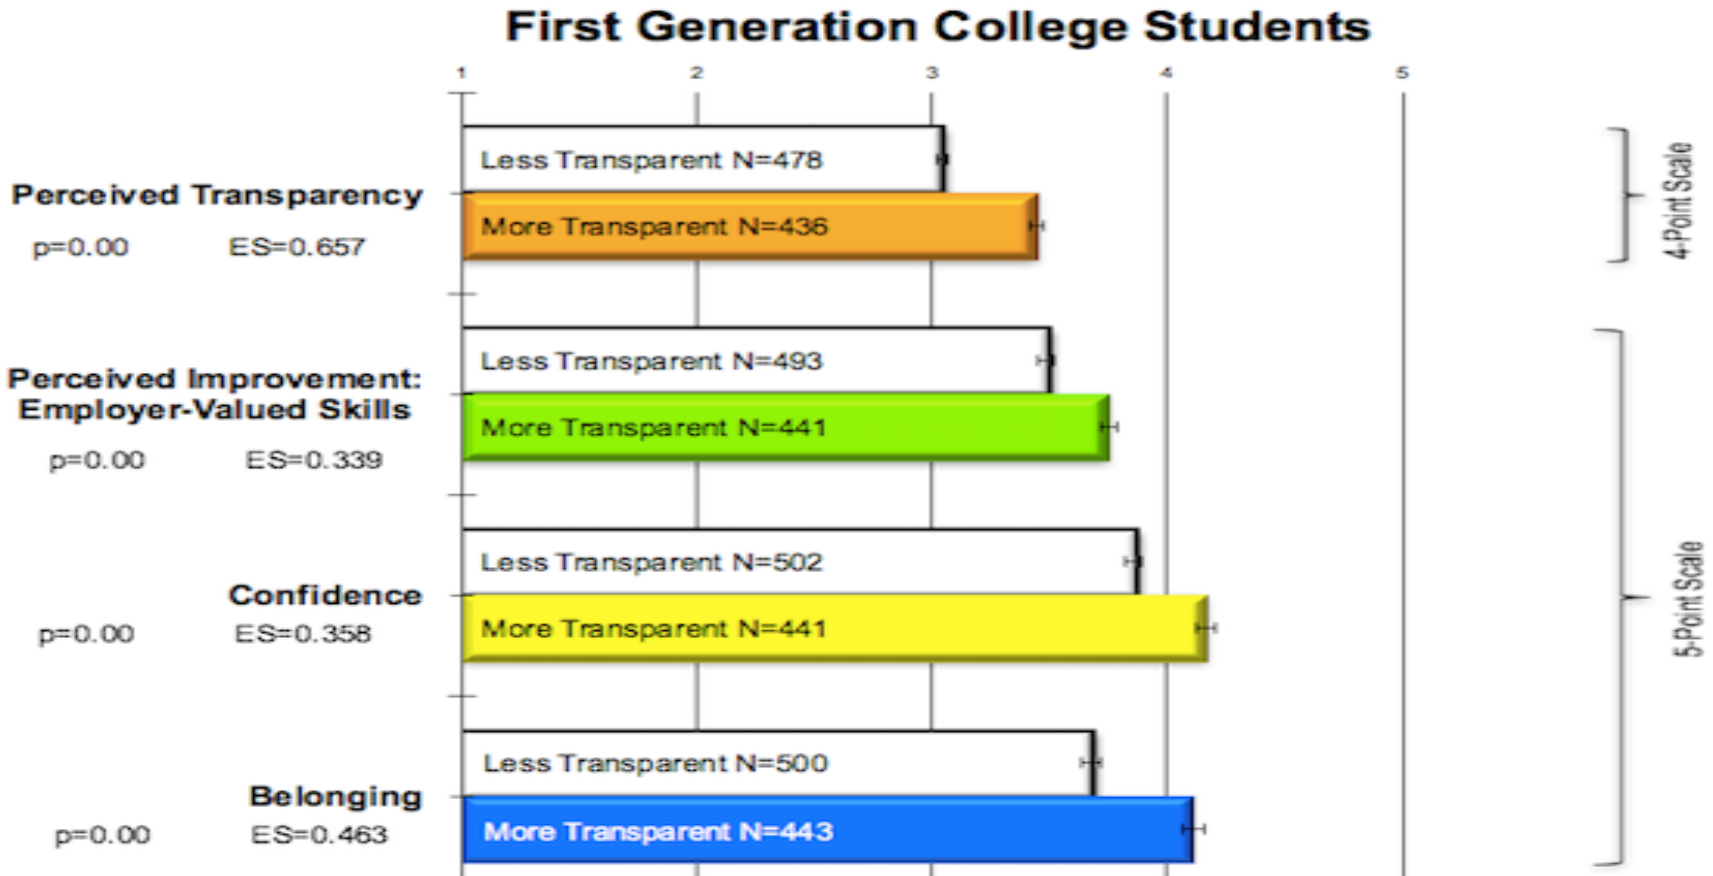 First Generation College Students
1 2 3 4 5
Less Transparent N=478
Perceived Transparency
More Transparent N=436
p=0.00 ES=0.657
4-Point Scale
Less Transparent N=493
Perceived Improvement:
Employer-Valued Skills
More Transparent N=441
p=0.00 ES=0.339
Less Transparent N=502
Confidence
More Transparent N=441
p=0.00 ES=0.358
5-Point Scale
Less Transparent N=500
Belonging
More Transparent N=443
p=0.00 ES=0.463